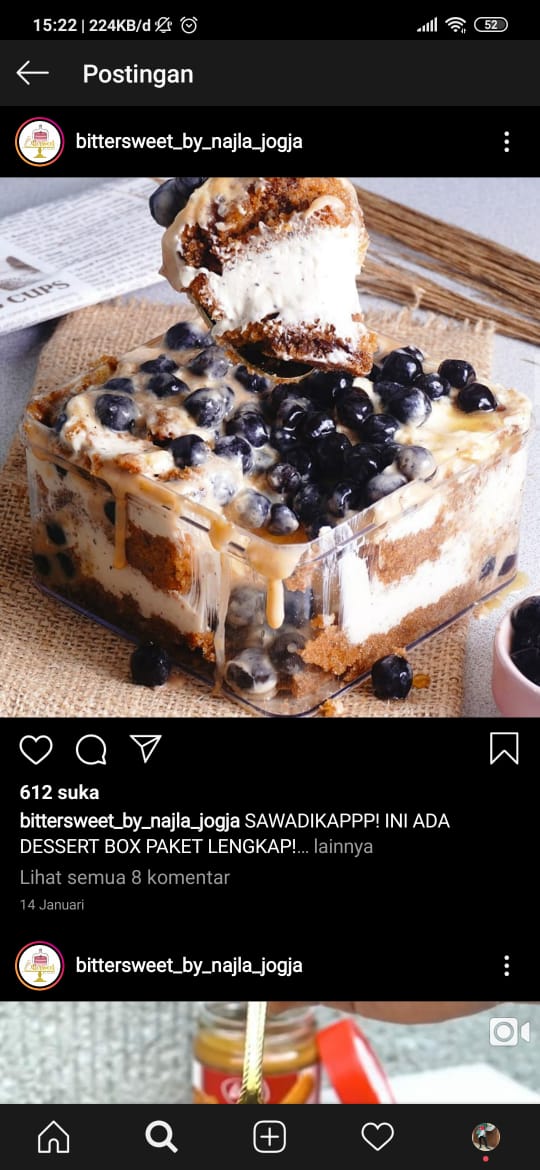 15:22 | 224KB/d
52
Postingan
bittersweet_by_najla_jogja
CUPS
612 suka
bittersweet_by_najla_jogja SAWADIKAPPP! INI ADA
DESSERT BOX PAKET LENGKAP!... lainnya
Lihat semua 8 komentar
14 Januari
bittersweet_by_najla_jogja